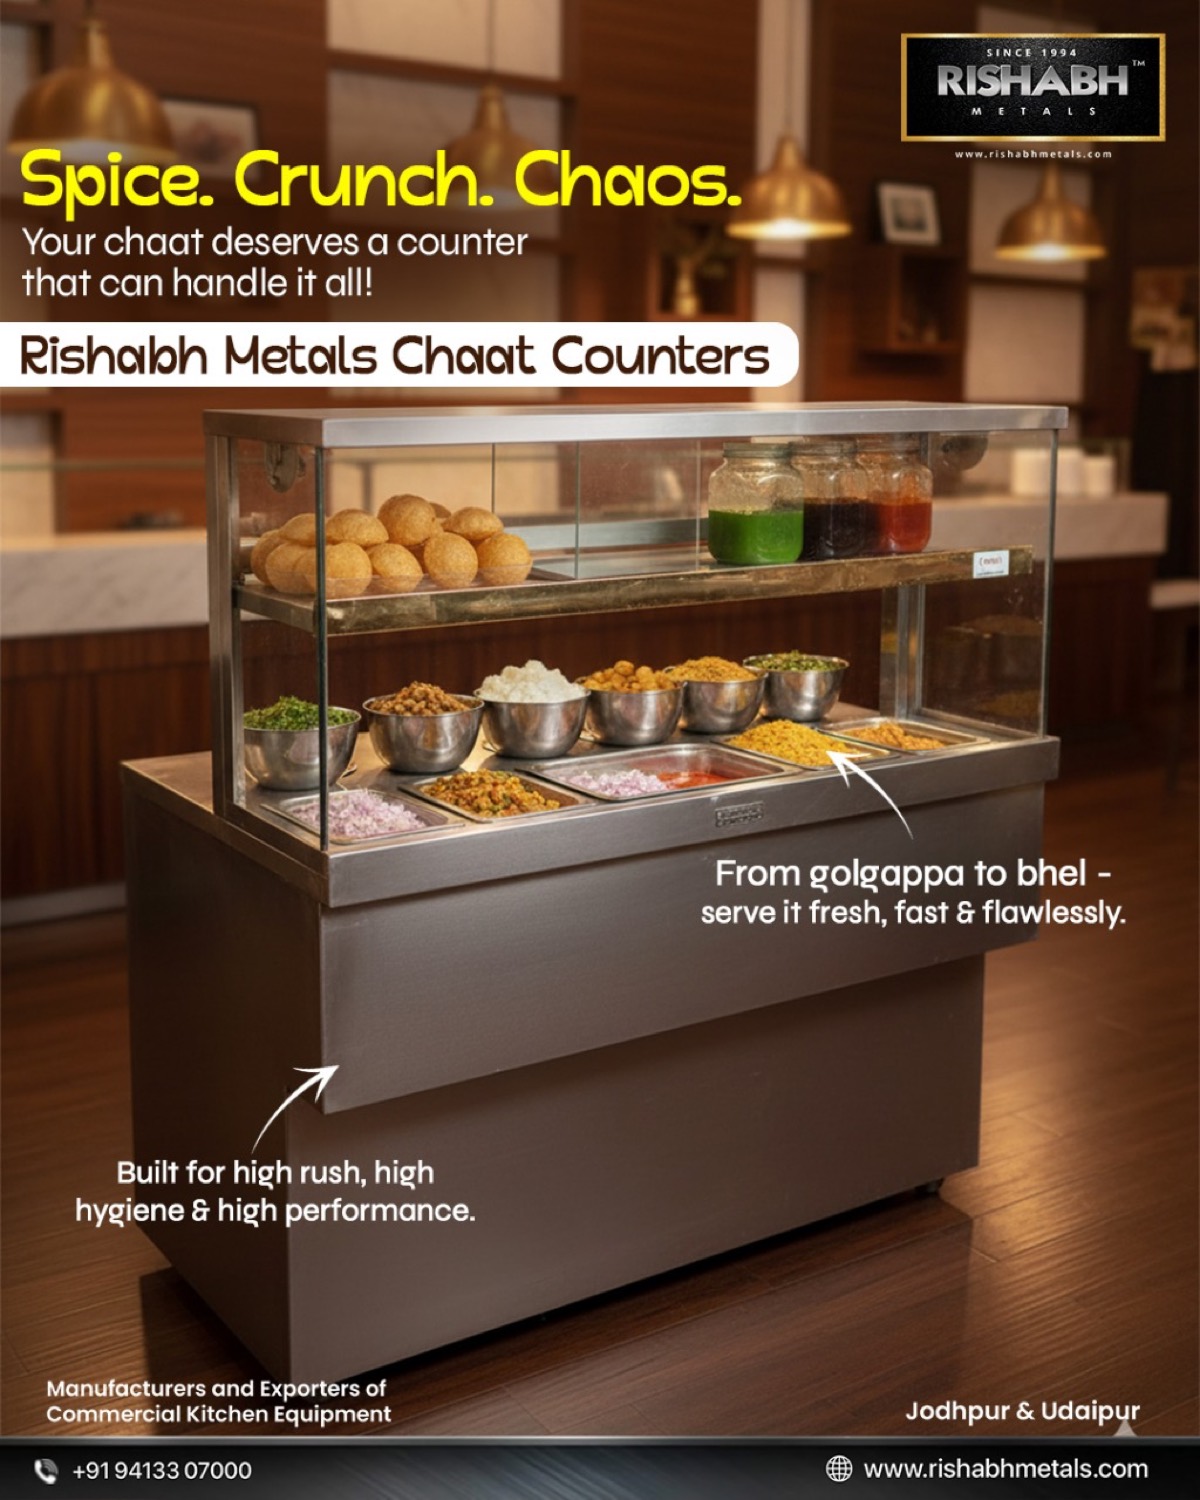 SINCE 1994
RISHABH™
METALS
www.rishabhmetals.com
Spice. Crunch. Chaos.
Your chaat deserves a counter
that can handle it all!
Rishabh Metals Chaat Counters
From golgappa to bhel -
serve it fresh, fast & flawlessly.
Built for high rush, high
hygiene & high performance.
Manufacturers and Exporters of
Commercial Kitchen Equipment
Jodhpur & Udaipur
+91 94133 07000
www.rishabhmetals.com